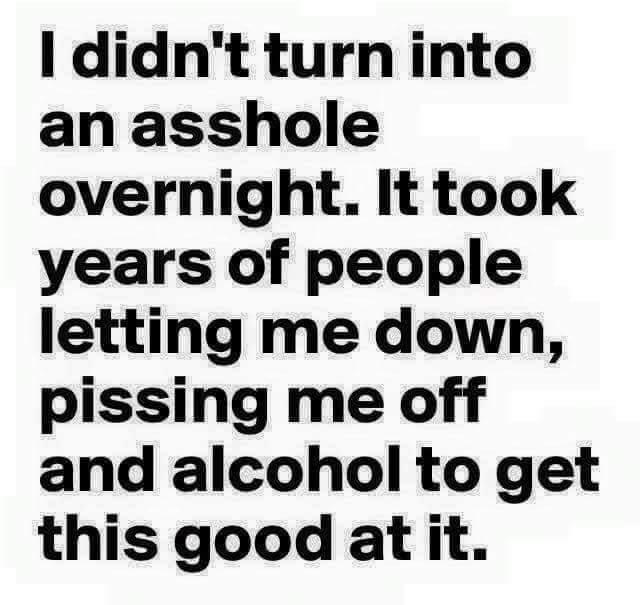 I didn't turn into
an asshole
overnight. It took
years of people
letting me down,
pissing me off
and alcohol to get
this good at it.